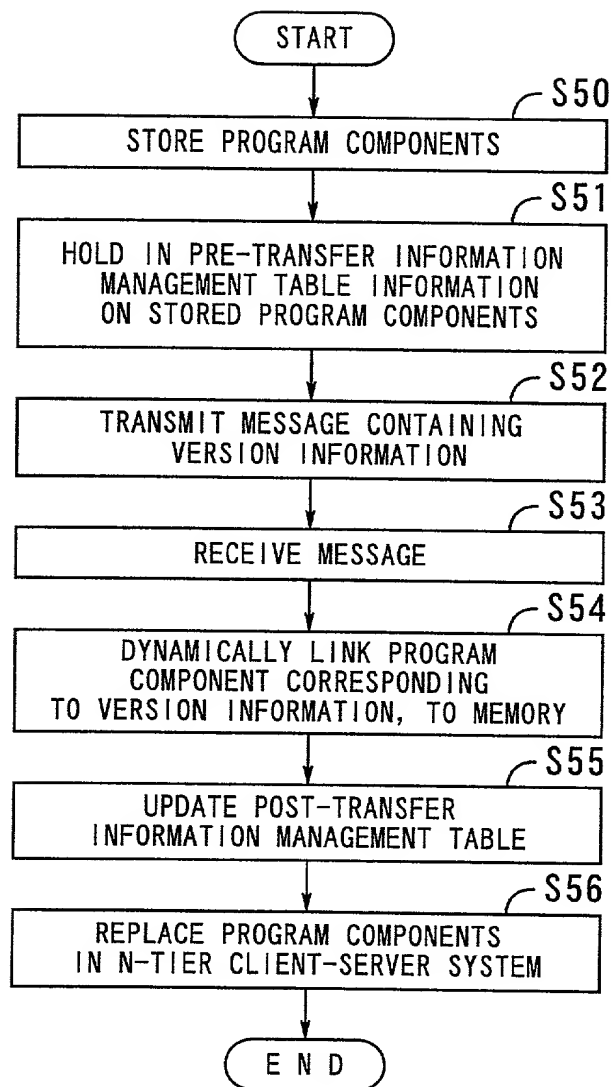 START
S50
STORE PROGRAM COMPONENTS
S51
HOLD IN PRE-TRANSFER INFORMATION
MANAGEMENT TABLE INFORMATION
ON STORED PROGRAM COMPONENTS
S52
TRANSMIT MESSAGE CONTAINING
VERSION INFORMATION
S53
RECEIVE MESSAGE
S54
DYNAMICALLY LINK PROGRAM
COMPONENT CORRESPONDING
TO VERSION INFORMATION, TO MEMORY
S55
UPDATE POST-TRANSFER
INFORMATION MANAGEMENT TABLE
S56
REPLACE PROGRAM COMPONENTS
IN N-TIER CLIENT-SERVER SYSTEM
END